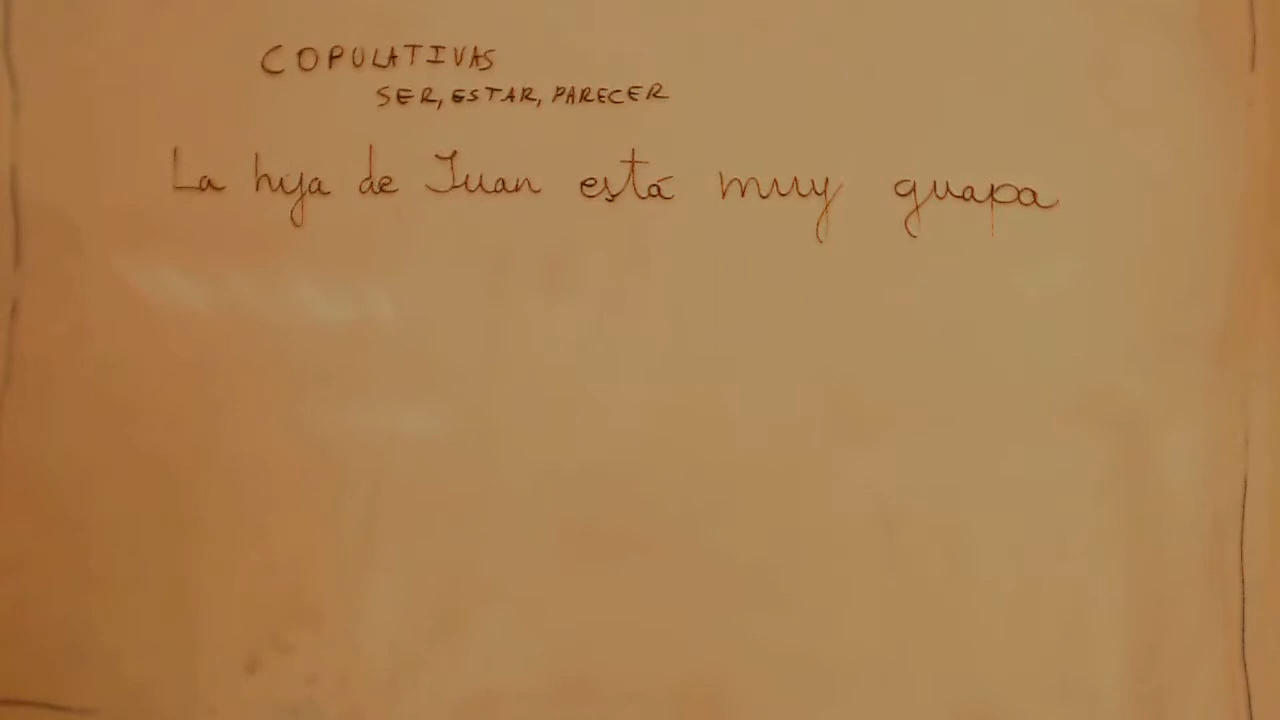 COPULATIVAS
SER, ESTAR, PARECER
La hija de Juan está muy guapa